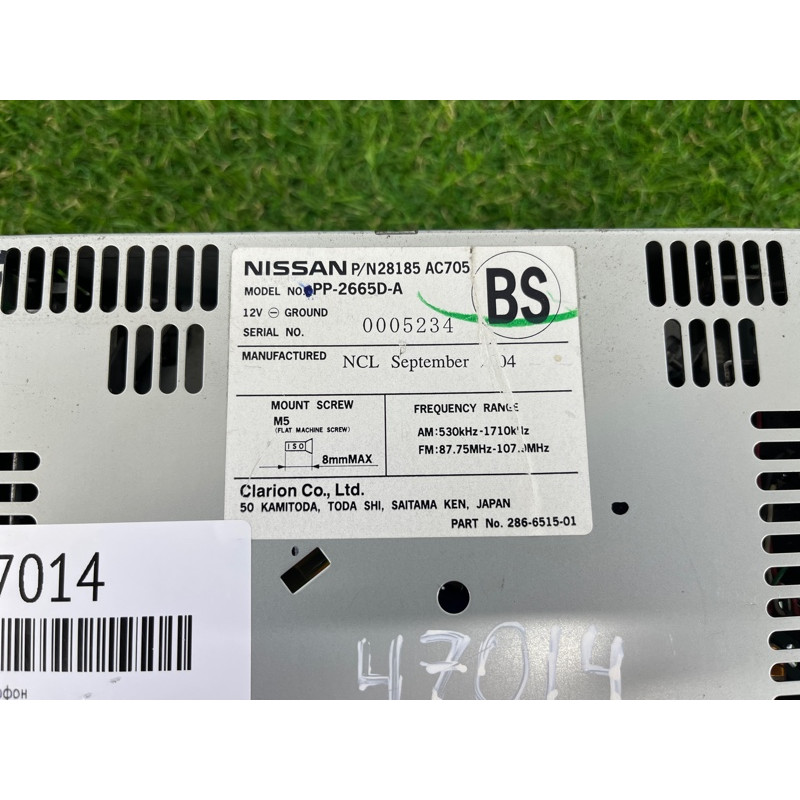 NISSAN P/N28185 AC705
MODEL NO. PP-2665D-A
BS
12V ⊖ GROUND
SERIAL NO. 0005234
MANUFACTURED NCL September 04
MOUNT SCREW
M5
(FLAT MACHINE SCREW)
ISO
8mmMAX
FREQUENCY RANGE
AM:530kHz-1710kHz
FM:87.75MHz-107.9MHz
Clarion Co., Ltd.
50 KAMITODA, TODA SHI, SAITAMA KEN, JAPAN
PART No. 286-6515-01
7014
47014